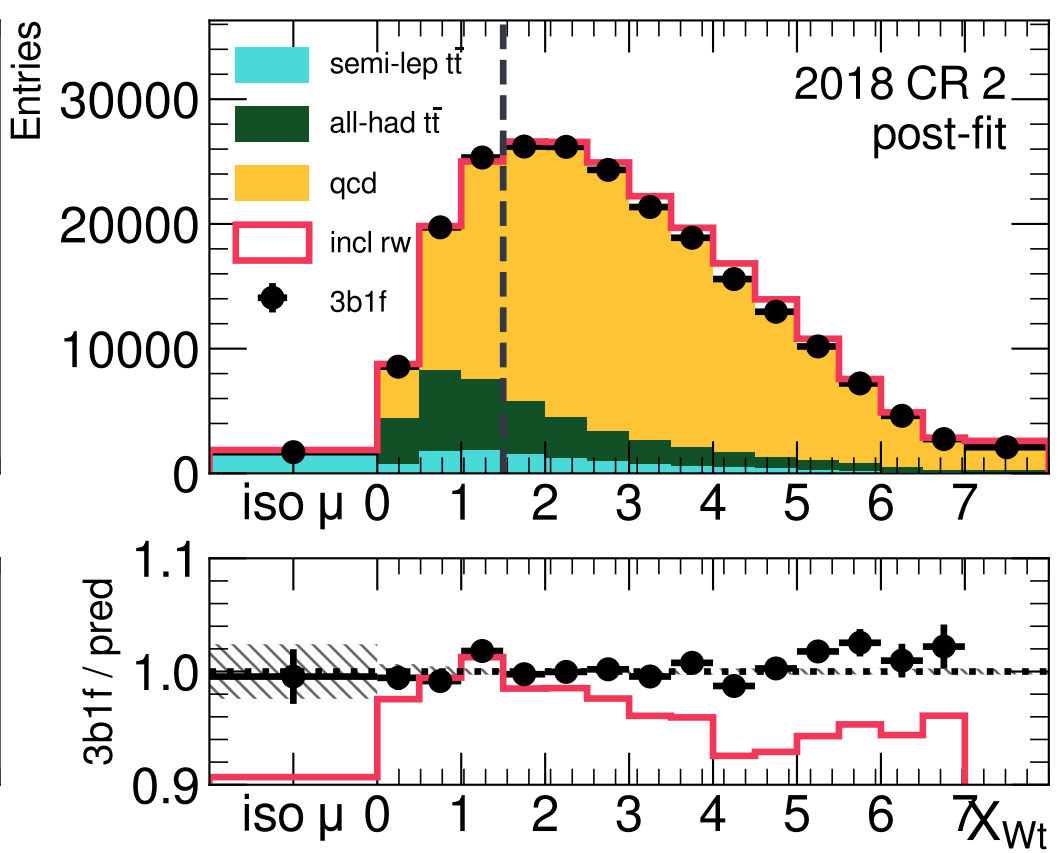 Entries
30000
20000
10000
0
semi-lep tt̄
all-had tt̄
qcd
incl rw
3b1f
2018 CR 2
post-fit
iso μ 0 1 2 3 4 5 6 7
3b1f / pred
1.1
1.0
0.9
iso μ 0 1 2 3 4 5 6 7
X_Wt